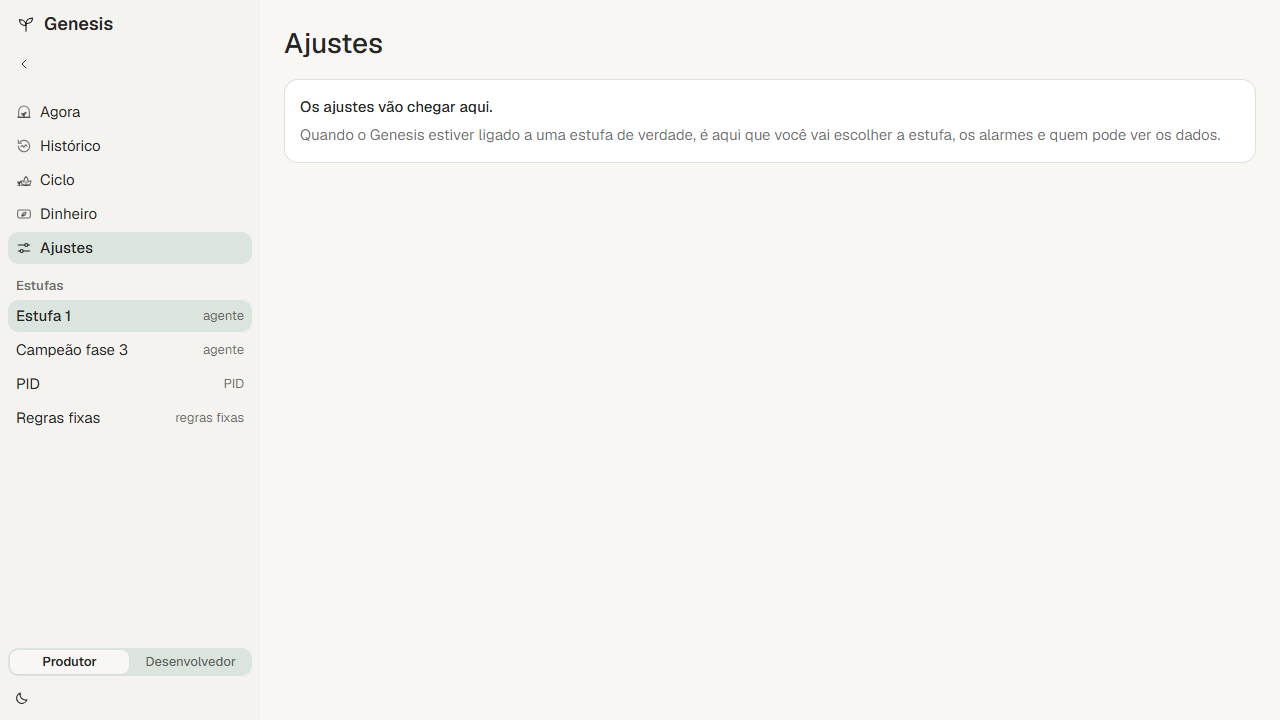 Genesis
Agora
Histórico
Ciclo
Dinheiro
Ajustes
Estufas
Estufa 1 agente
Campeão fase 3 agente
PID PID
Regras fixas regras fixas
Produtor Desenvolvedor
Ajustes
Os ajustes vão chegar aqui.
Quando o Genesis estiver ligado a uma estufa de verdade, é aqui que você vai escolher a estufa, os alarmes e quem pode ver os dados.